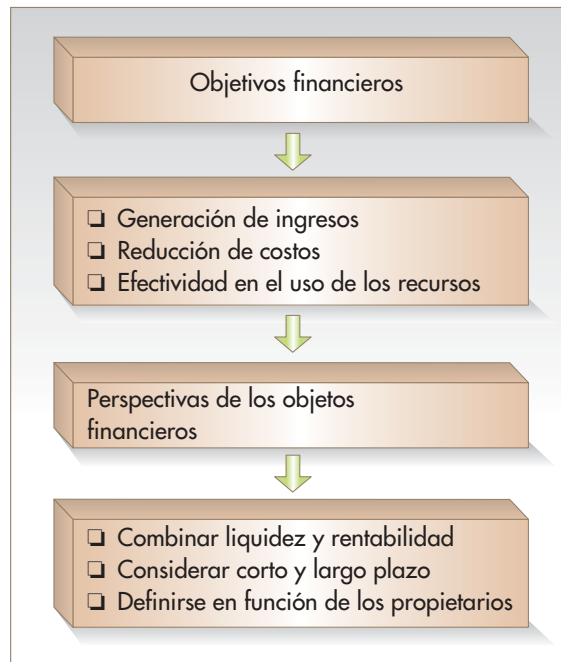 Objetivos financieros
❏ Generación de ingresos
❏ Reducción de costos
❏ Efectividad en el uso de los recursos
Perspectivas de los objetos
financieros
❏ Combinar liquidez y rentabilidad
❏ Considerar corto y largo plazo
❏ Definirse en función de los propietarios